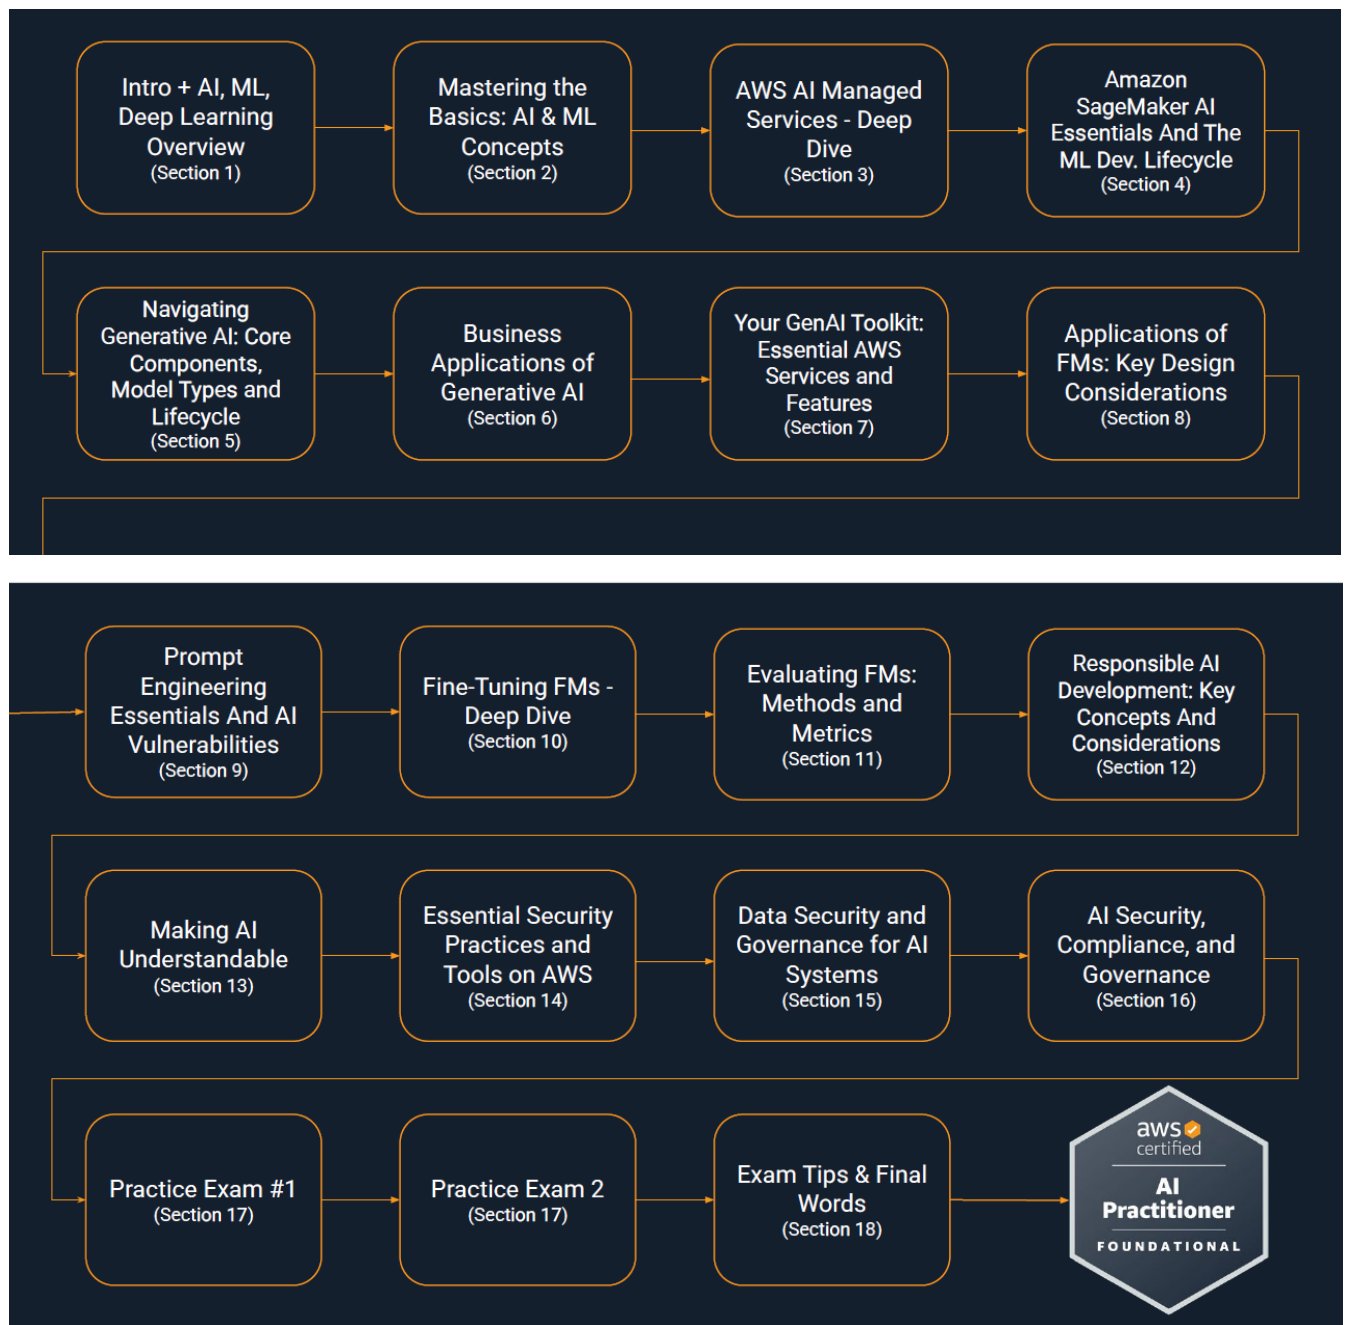 Intro + AI, ML,
Deep Learning
Overview
(Section 1)
Mastering the
Basics: AI & ML
Concepts
(Section 2)
AWS AI Managed
Services - Deep
Dive
(Section 3)
Amazon
SageMaker AI
Essentials And The
ML Dev. Lifecycle
(Section 4)
Navigating
Generative AI: Core
Components,
Model Types and
Lifecycle
(Section 5)
Business
Applications of
Generative AI
(Section 6)
Your GenAI Toolkit:
Essential AWS
Services and
Features
(Section 7)
Applications of
FMs: Key Design
Considerations
(Section 8)
Prompt
Engineering
Essentials And AI
Vulnerabilities
(Section 9)
Fine-Tuning FMs -
Deep Dive
(Section 10)
Evaluating FMs:
Methods and
Metrics
(Section 11)
Responsible AI
Development: Key
Concepts And
Considerations
(Section 12)
Making AI
Understandable
(Section 13)
Essential Security
Practices and
Tools on AWS
(Section 14)
Data Security and
Governance for AI
Systems
(Section 15)
AI Security,
Compliance, and
Governance
(Section 16)
Practice Exam #1
(Section 17)
Practice Exam 2
(Section 17)
Exam Tips & Final
Words
(Section 18)
aws
certified
AI
Practitioner
FOUNDATIONAL